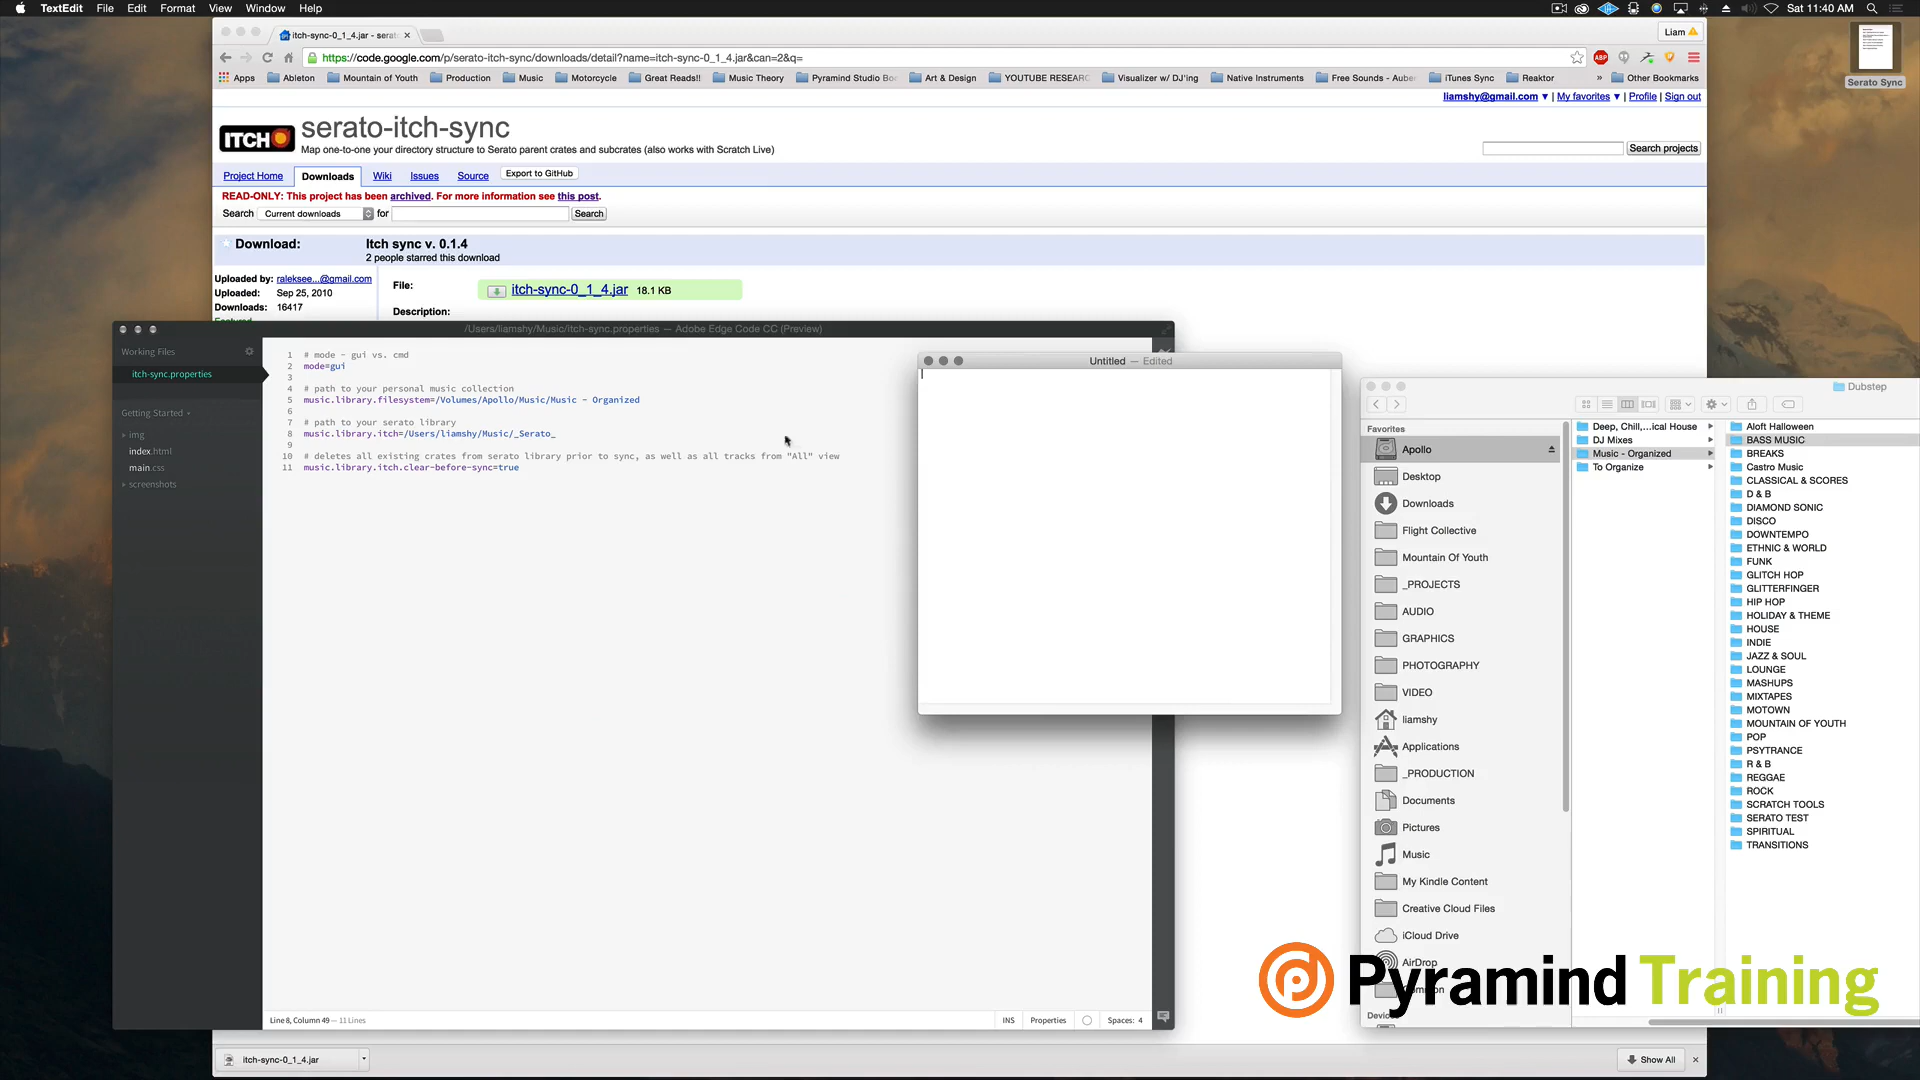 TextEdit File Edit Format View Window Help
Sat 11:40 AM
itch-sync-0_1_4.jar - serat
Liam
https://code.google.com/p/serato-itch-sync/downloads/detail?name=itch-sync-0_1_4.jar&can=2&q=
ABP
Apps Ableton Mountain of Youth Production Music Motorcycle Great Reads!! Music Theory Pyramind Studio Bo Art & Design YOUTUBE RESEARC Visualizer w/ DJ'ing Native Instruments Free Sounds - Aube iTunes Sync Reaktor » Other Bookmarks
liamshy@gmail.com ▼ | My favorites ▼ | Profile | Sign out
ITCH
serato-itch-sync
Map one-to-one your directory structure to Serato parent crates and subcrates (also works with Scratch Live)
Search projects
Project Home Downloads Wiki Issues Source Export to GitHub
READ-ONLY: This project has been archived. For more information see this post.
Search Current downloads for Search
Download: Itch sync v. 0.1.4
2 people starred this download
Uploaded by: raleksee...@gmail.com
Uploaded: Sep 25, 2010
Downloads: 16417
Featured
File: itch-sync-0_1_4.jar 18.1 KB
Description:
/Users/liamshy/Music/itch-sync.properties — Adobe Edge Code CC (Preview)
Working Files
itch-sync.properties
Getting Started
img
index.html
main.css
screenshots
1 # mode - gui vs. cmd
2 mode=gui
3
4 # path to your personal music collection
5 music.library.filesystem=/Volumes/Apollo/Music/Music - Organized
6
7 # path to your serato library
8 music.library.itch=/Users/liamshy/Music/_Serato_
9
10 # deletes all existing crates from serato library prior to sync, as well as all tracks from "All" view
11 music.library.itch.clear-before-sync=true
Line 8, Column 49 — 11 Lines
INS Properties Spaces: 4
Untitled — Edited
Dubstep
Favorites
Apollo
Desktop
Downloads
Flight Collective
Mountain Of Youth
_PROJECTS
AUDIO
GRAPHICS
PHOTOGRAPHY
VIDEO
liamshy
Applications
_PRODUCTION
Documents
Pictures
Music
My Kindle Content
Creative Cloud Files
iCloud Drive
AirDrop
Devic
Deep, Chill,...ical House
DJ Mixes
Music - Organized
To Organize
Aloft Halloween
BASS MUSIC
BREAKS
Castro Music
CLASSICAL & SCORES
D & B
DIAMOND SONIC
DISCO
DOWNTEMPO
ETHNIC & WORLD
FUNK
GLITCH HOP
GLITTERFINGER
HIP HOP
HOLIDAY & THEME
HOUSE
INDIE
JAZZ & SOUL
LOUNGE
MASHUPS
MIXTAPES
MOTOWN
MOUNTAIN OF YOUTH
POP
PSYTRANCE
R & B
REGGAE
ROCK
SCRATCH TOOLS
SERATO TEST
SPIRITUAL
TRANSITIONS
Serato Sync
Pyramind Training
itch-sync-0_1_4.jar
Show All